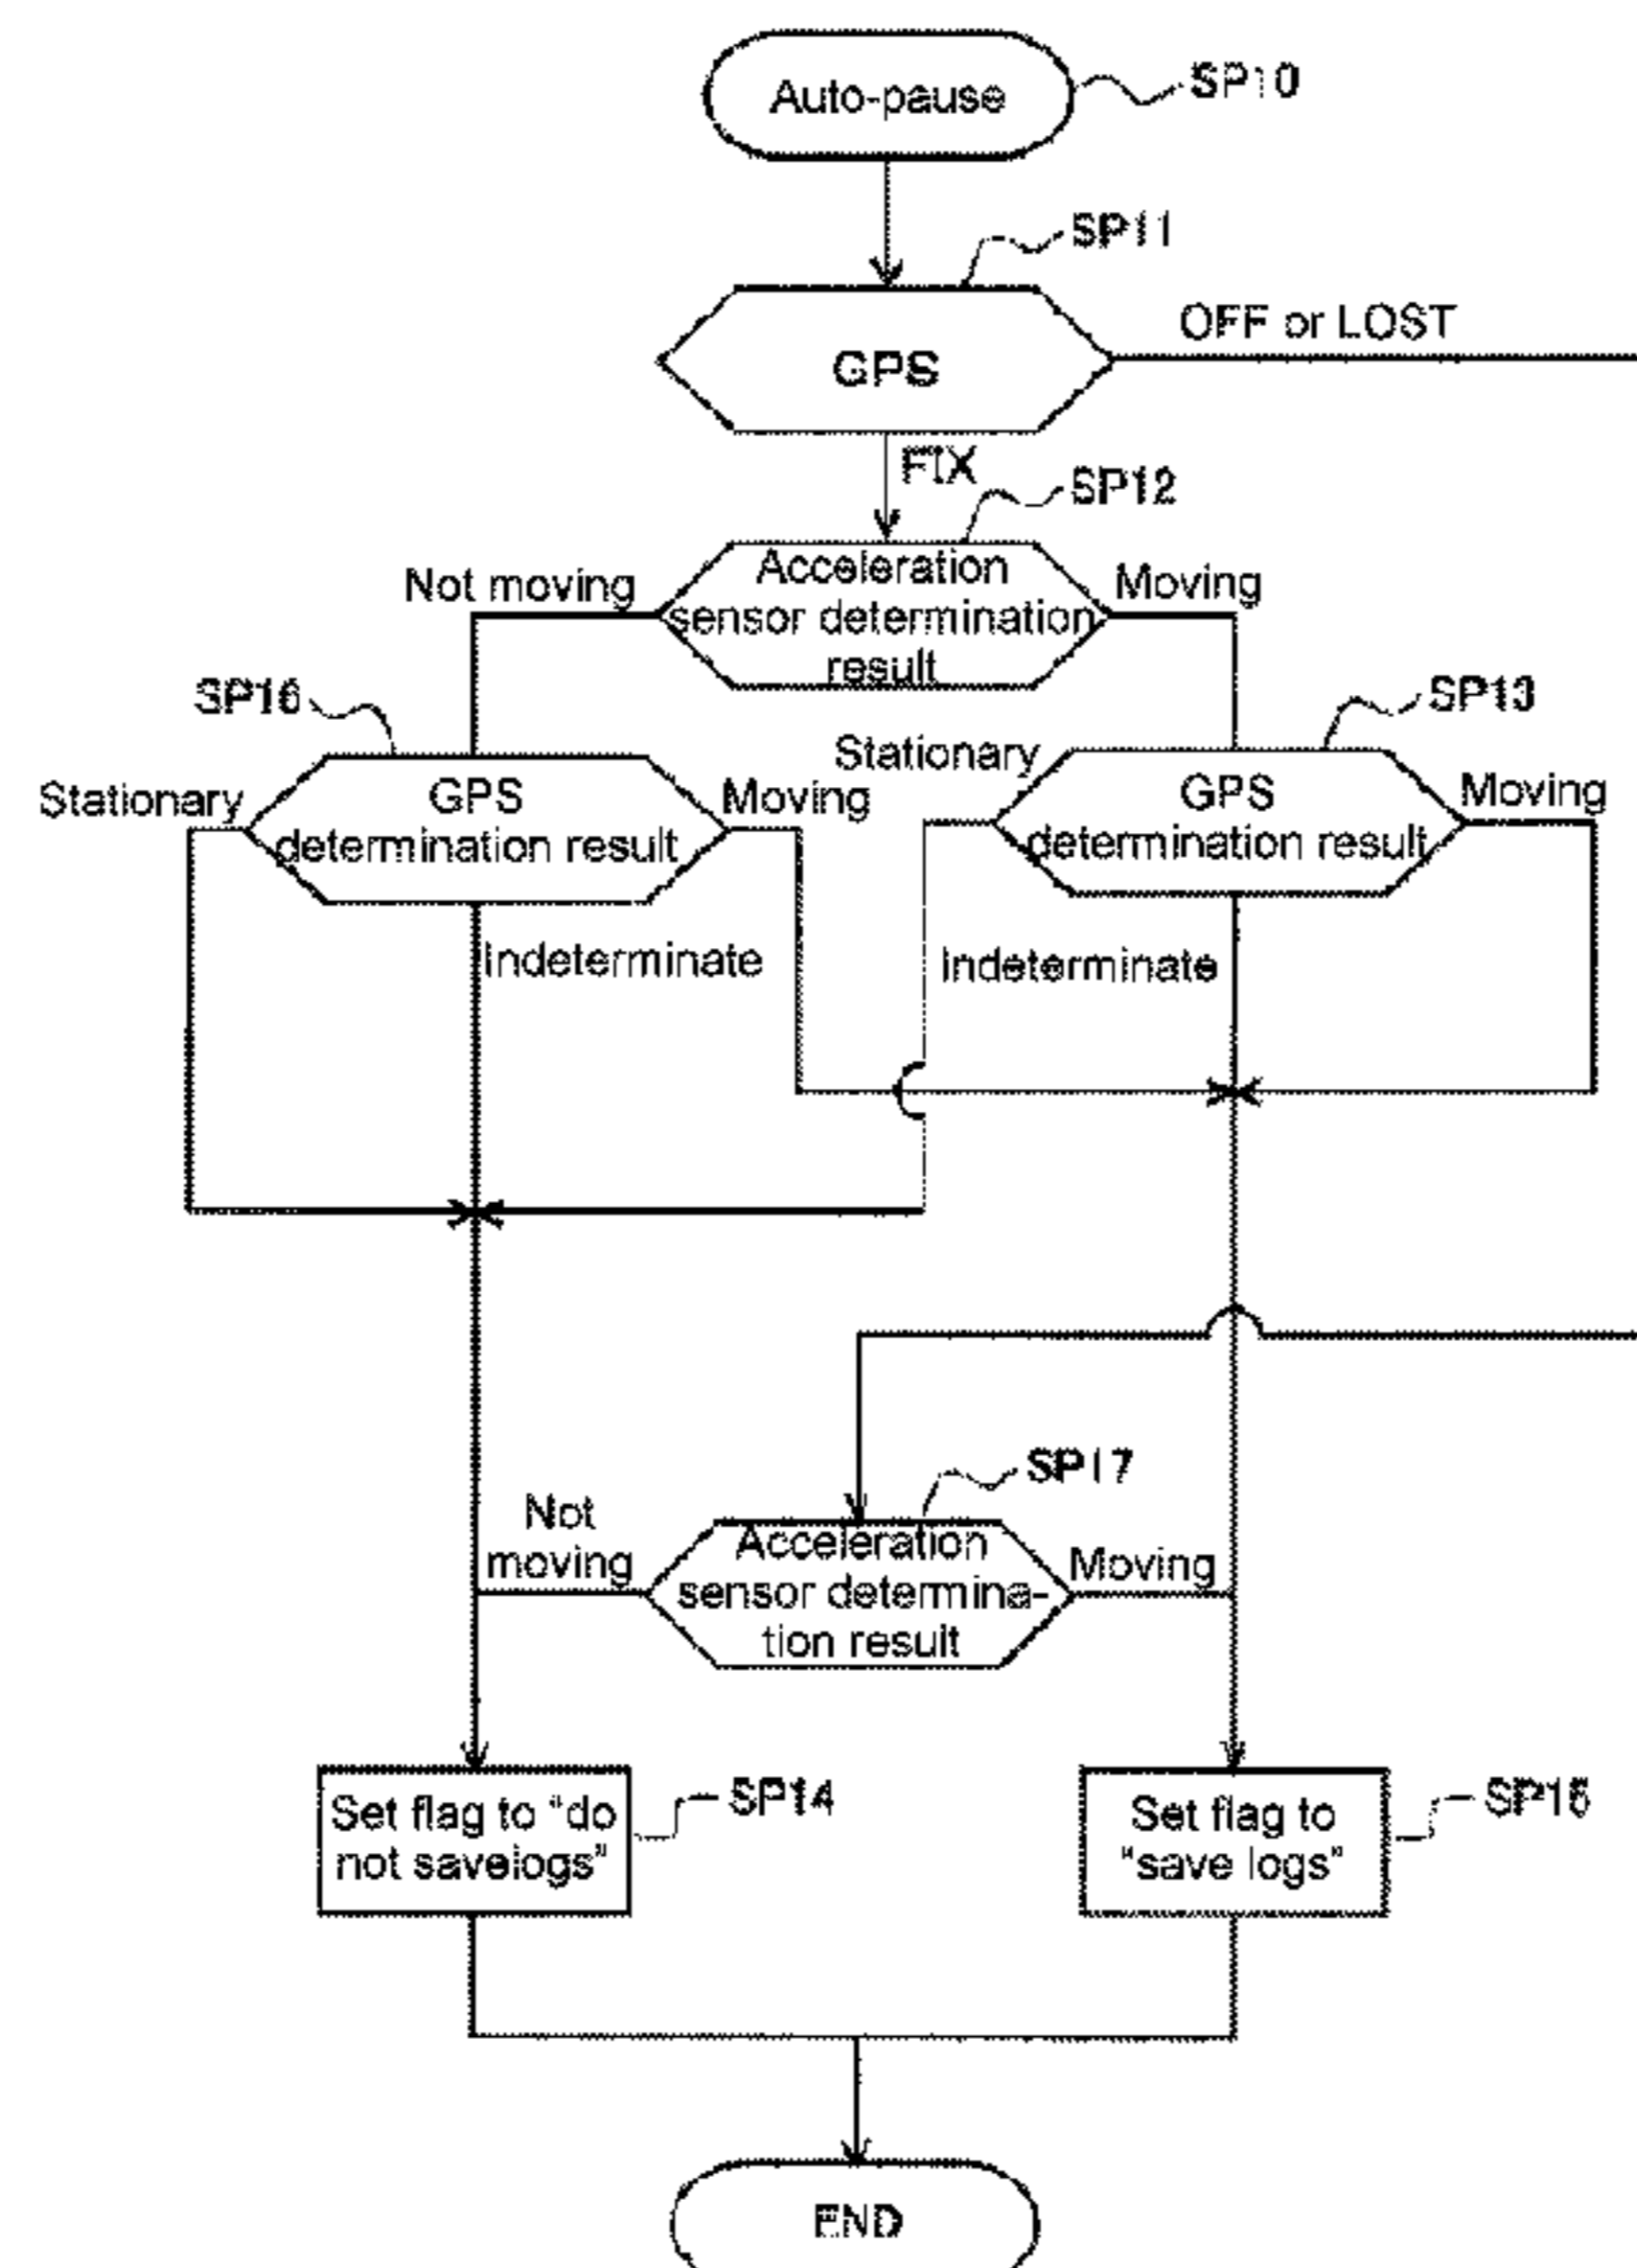 Auto-pause
SP10
SP11
OFF or LOST
GPS
FIX
SP12
Acceleration
Not moving
Moving
sensor determination
result
SP16
SP13
Stationary
GPS
Moving
Stationary
GPS
Moving
determination result
determination result
Indeterminate
Indeterminate
SP17
Not
moving
Acceleration
sensor determina-
tion result
Moving
Set flag to "do
not savelogs"
SP14
Set flag to
"save logs"
SP15
END